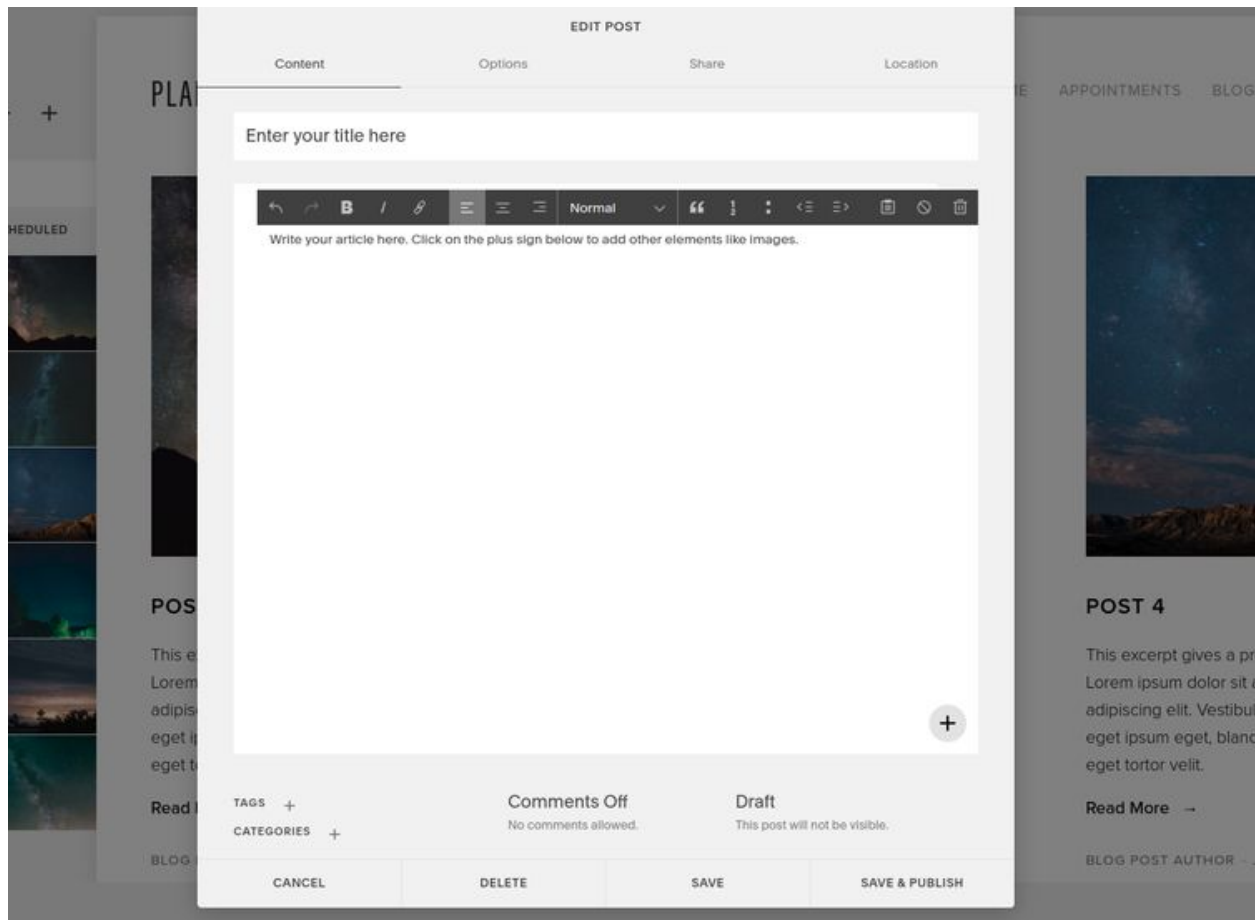 EDIT POST
Content Options Share Location
PLA
APPOINTMENTS BLOG
Enter your title here
HEDULED
B I Normal
Write your article here. Click on the plus sign below to add other elements like images.
POS
This e
Lorem
adipis
eget i
eget t
Read
BLOG
POST 4
This excerpt gives a pr
Lorem ipsum dolor sit
adipiscing elit. Vestibul
eget ipsum eget, bland
eget tortor velit.
Read More →
BLOG POST AUTHOR
TAGS +
CATEGORIES +
Comments Off
No comments allowed.
Draft
This post will not be visible.
CANCEL DELETE SAVE SAVE & PUBLISH